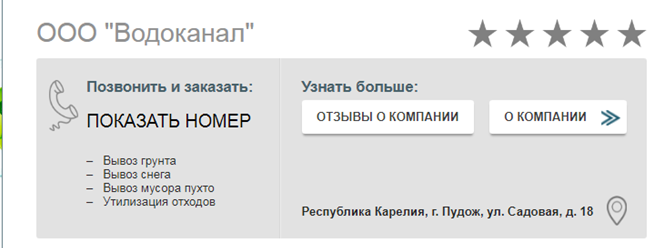 ООО "Водоканал"
Позвонить и заказать:
ПОКАЗАТЬ НОМЕР
– Вывоз грунта
– Вывоз снега
– Вывоз мусора пухто
– Утилизация отходов
Узнать больше:
ОТЗЫВЫ О КОМПАНИИ
О КОМПАНИИ
Республика Карелия, г. Пудож, ул. Садовая, д. 18